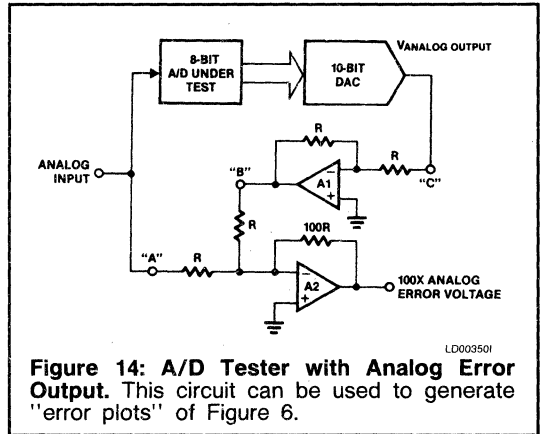 8-BIT
A/D UNDER
TEST
10-BIT
DAC
VANALOG OUTPUT
ANALOG
INPUT
"B"
R
A1
-
+
R
"C"
R
100R
"A"
R
A2
-
+
100X ANALOG
ERROR VOLTAGE
LD00350I
Figure 14: A/D Tester with Analog Error
Output. This circuit can be used to generate
"error plots" of Figure 6.